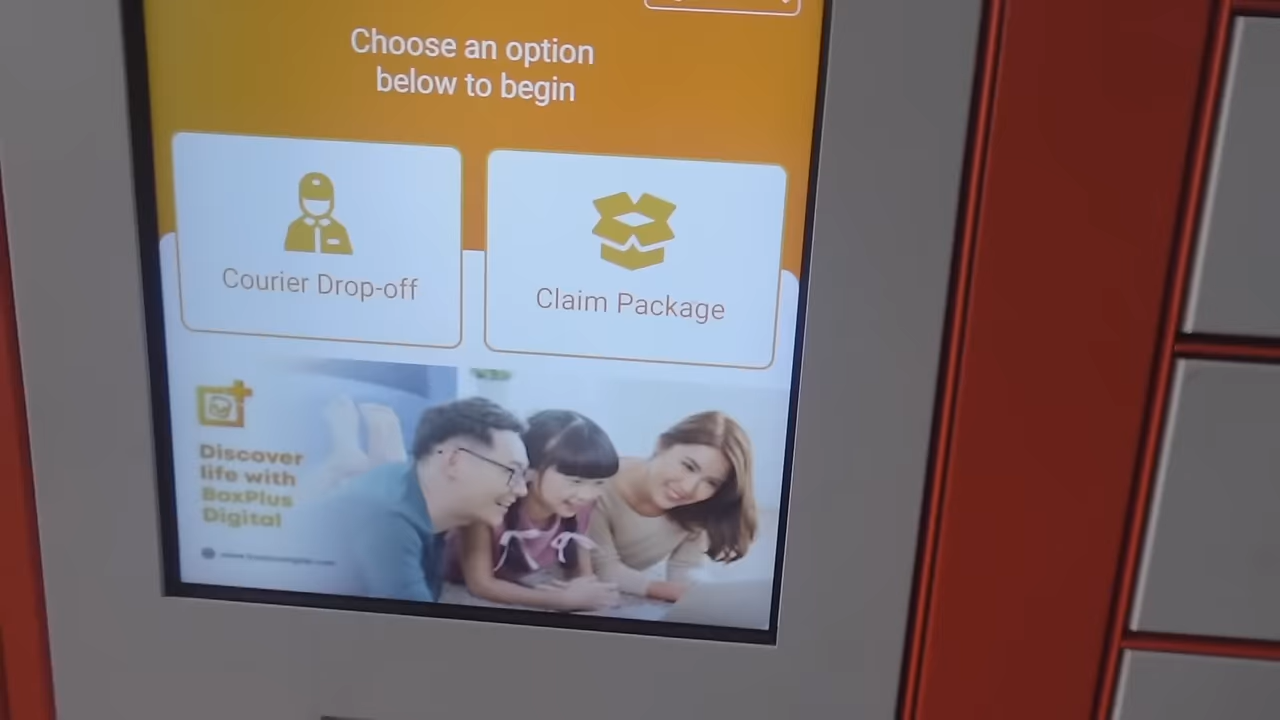 Choose an option
below to begin
Courier Drop-off
Claim Package
Discover
life with
BoxPlus
Digital